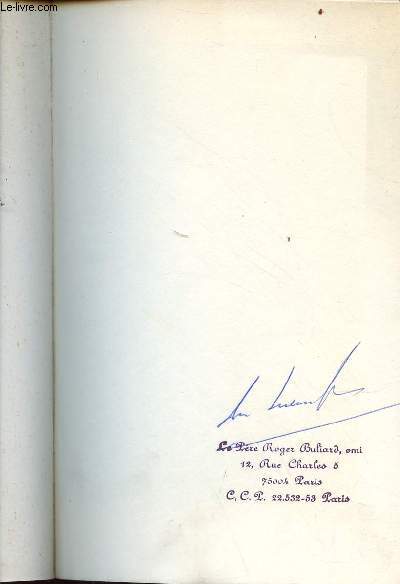 Le-livre.com
Le Père Roger Buliard, omi
12, Rue Charles 5
75004 Paris
C. C. P. 22.532-53 Paris